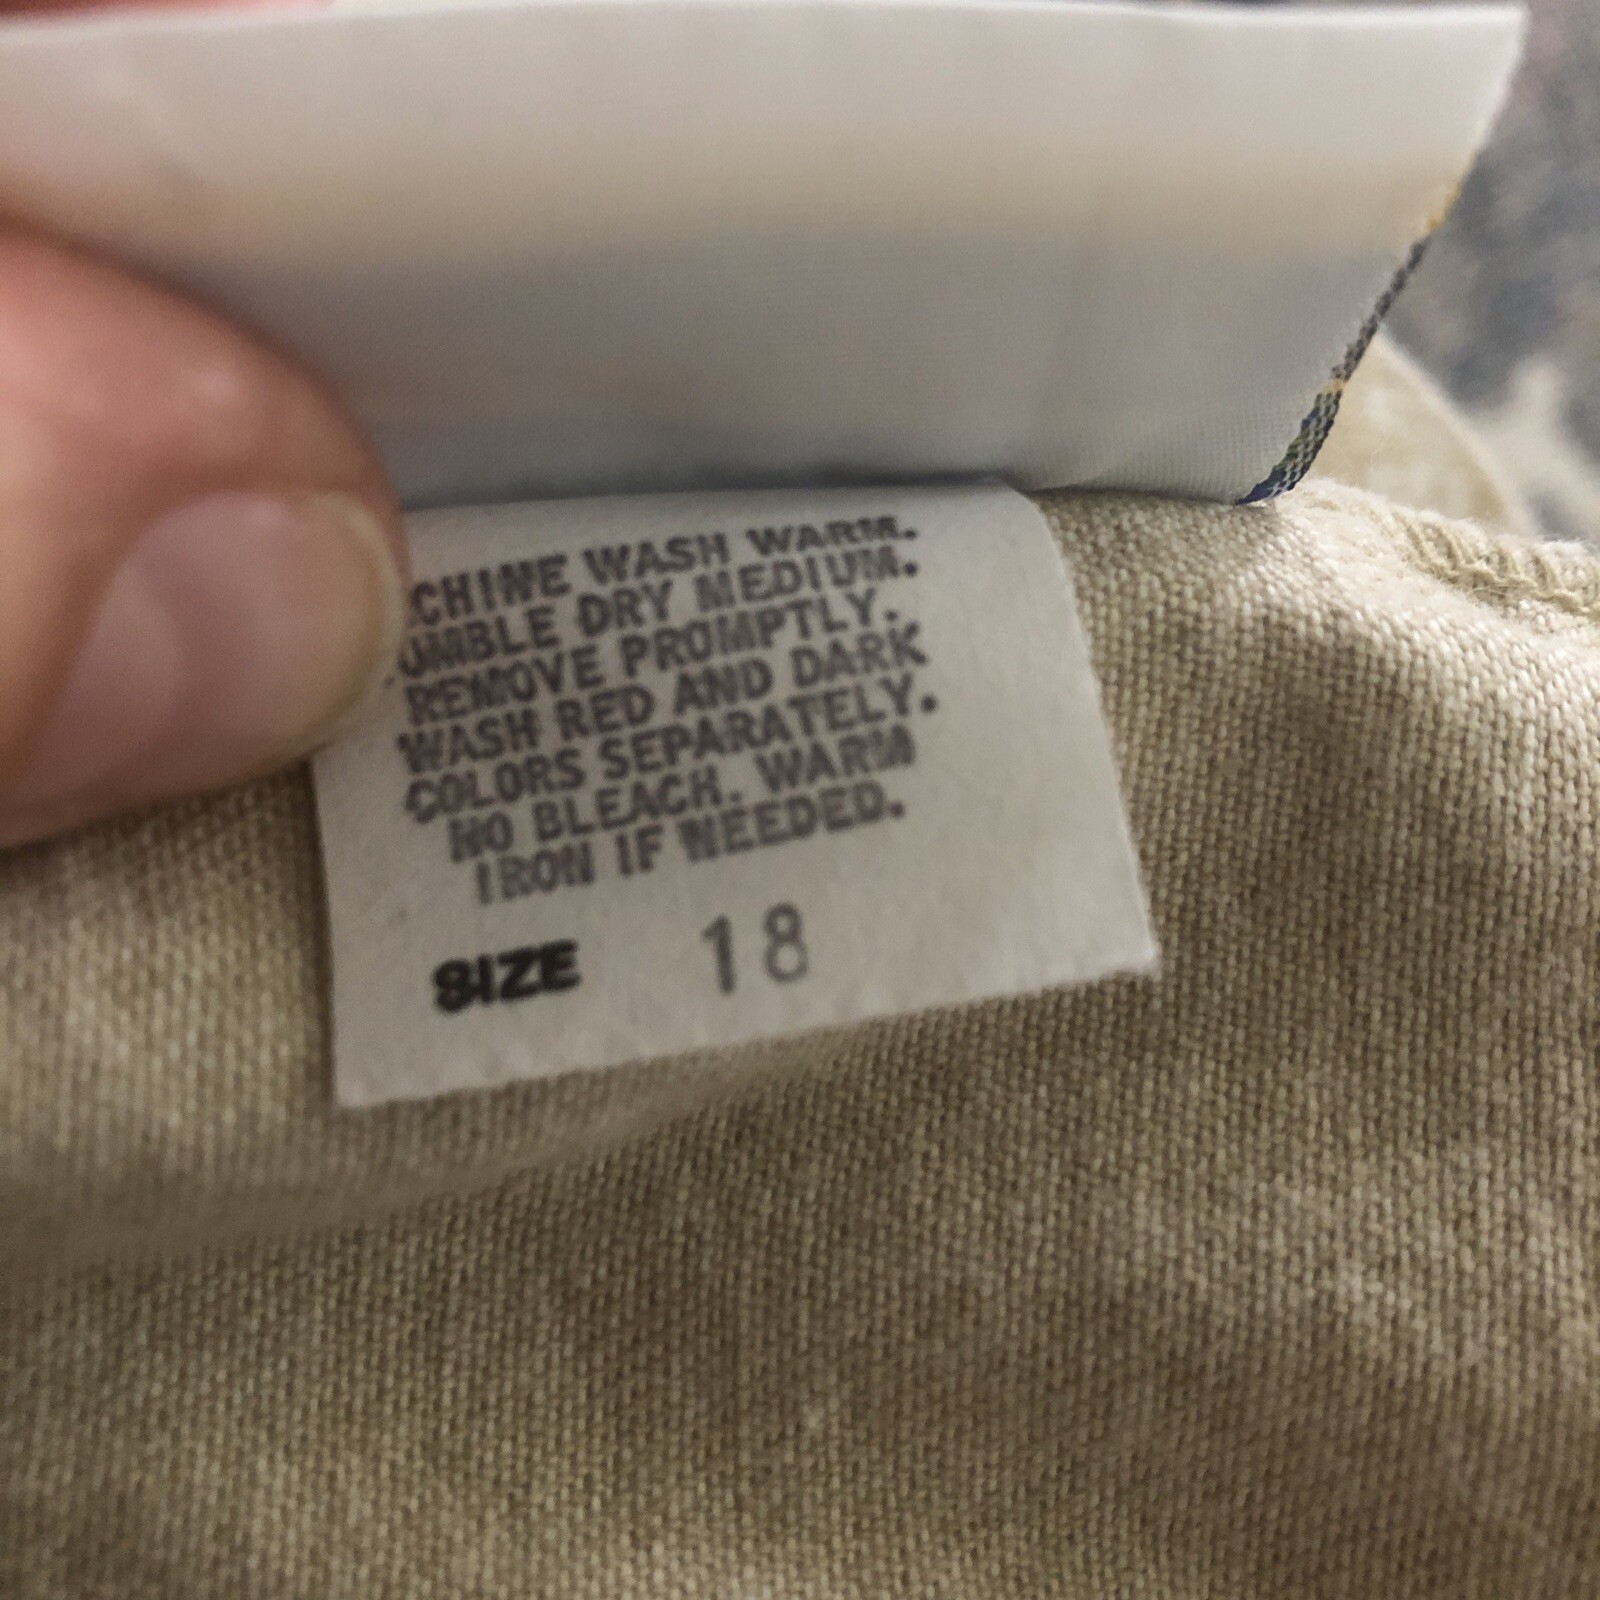 CHINE WASH WARM.
UMBLE DRY MEDIUM.
REMOVE PROMPTLY.
WASH RED AND DARK
COLORS SEPARATELY.
NO BLEACH. WARM
IRON IF NEEDED.
SIZE 18